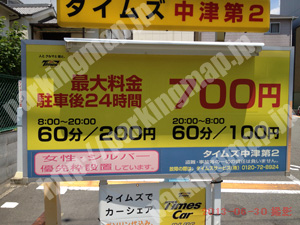 タイムズ 中津第2
最大料金
駐車後24時間
700円
8:00～20:00
60分／200円
20:00～8:00
60分／100円
女性・シルバー
優先枠設置しています。
タイムズ中津第2
0120-72-8924
タイムズで
カーシェア
Times
Car